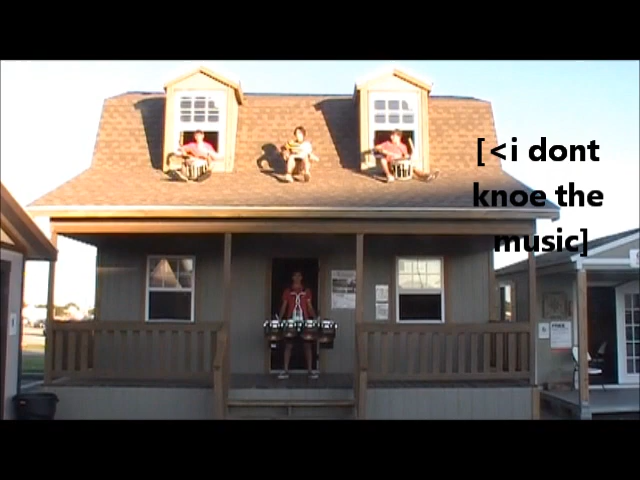 [<i dont
knoe the
music]